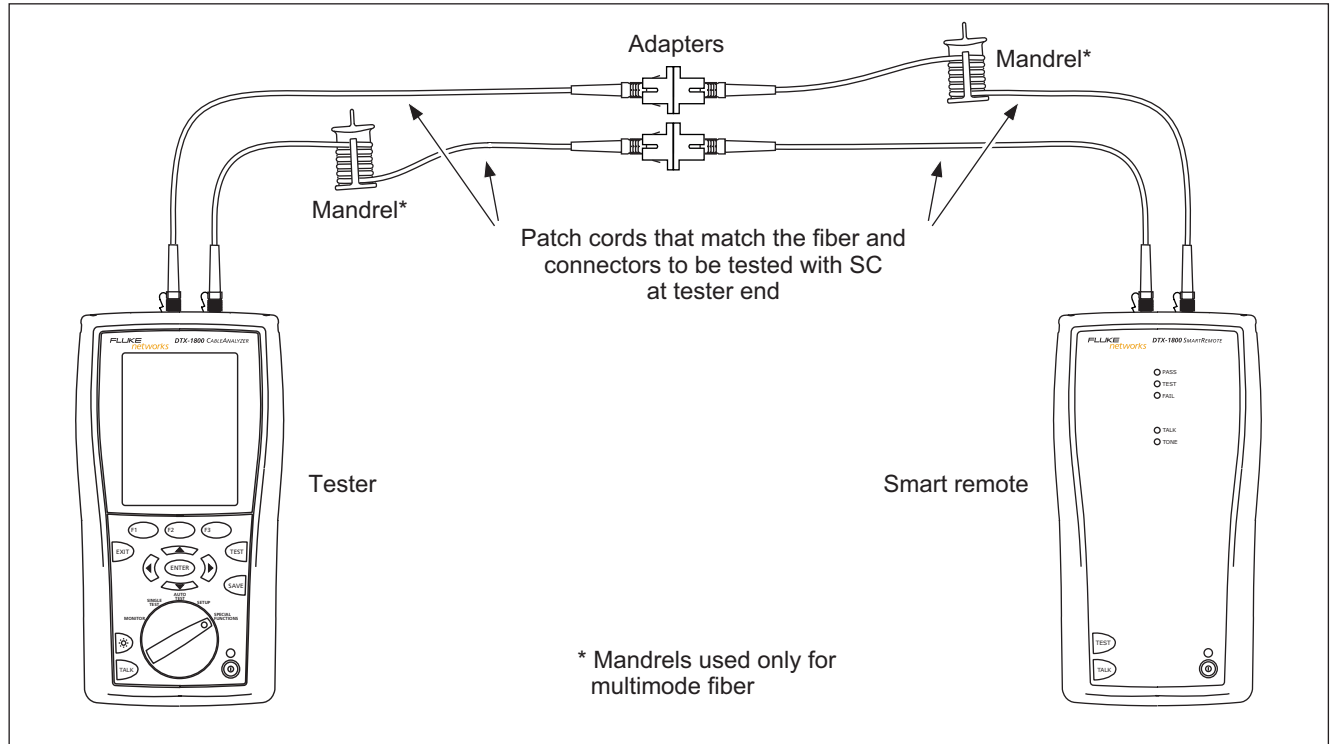 Adapters
Mandrel*
Mandrel*
Patch cords that match the fiber and
connectors to be tested with SC
at tester end
FLUKE
networks
DTX-1800 CABLEANALYZER
FLUKE
networks
DTX-1800 SMARTREMOTE
PASS
TEST
FAIL
TALK
TONE
Tester
Smart remote
F1
F2
F3
EXIT
TEST
ENTER
SAVE
MONITOR
SINGLE
TEST
AUTO
TEST
SETUP
SPECIAL
FUNCTIONS
TALK
TEST
TALK
* Mandrels used only for
multimode fiber